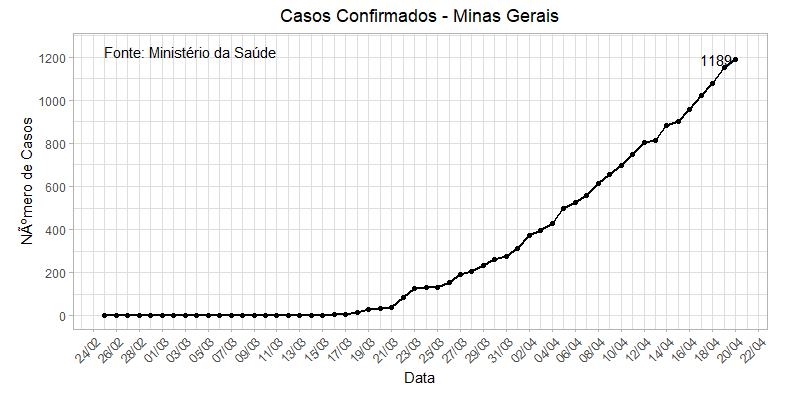 Casos Confirmados - Minas Gerais
Fonte: Ministério da Saúde
1189
1200
1000
800
600
400
200
0
NÃºmero de Casos
24/02 26/02 28/02 01/03 03/03 05/03 07/03 09/03 11/03 13/03 15/03 17/03 19/03 21/03 23/03 25/03 27/03 29/03 31/03 02/04 04/04 06/04 08/04 10/04 12/04 14/04 16/04 18/04 20/04 22/04
Data